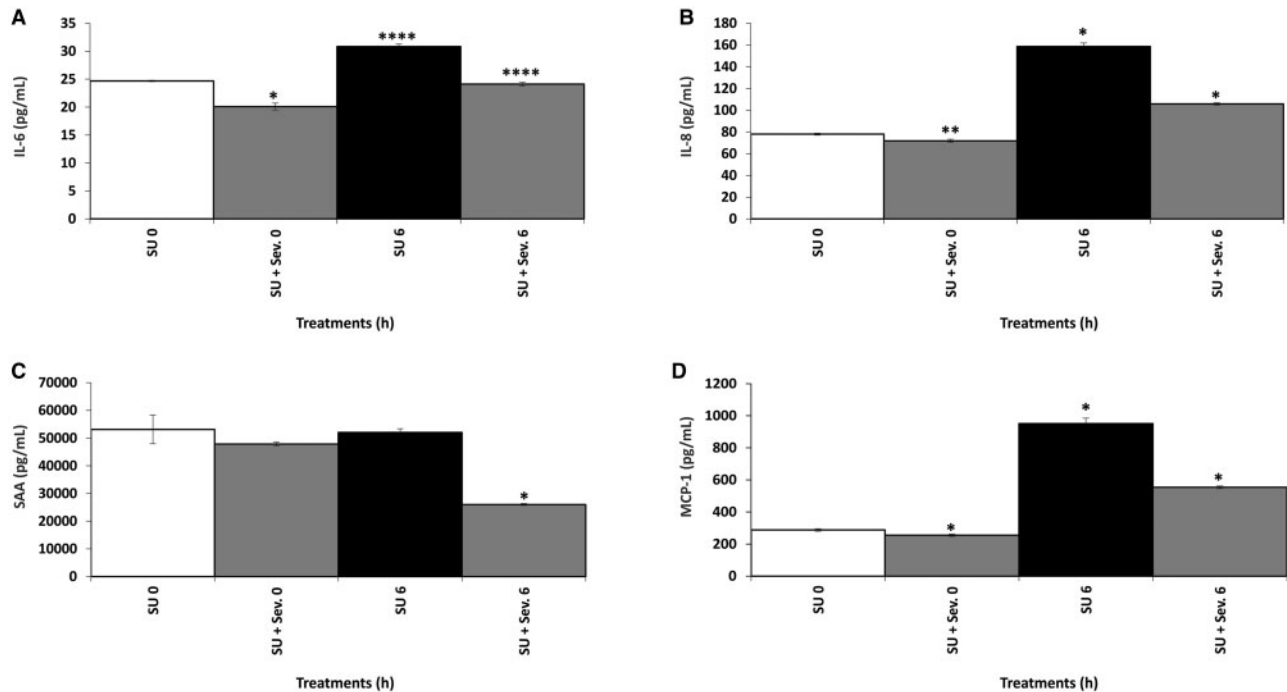 A
IL-6 (pg/mL)
35
30
25
20
15
10
5
0
*
****
****
SU 0
SU + Sev. 0
SU 6
SU + Sev. 6
Treatments (h)
B
IL-8 (pg/mL)
180
160
140
120
100
80
60
40
20
0
**
*
*
SU 0
SU + Sev. 0
SU 6
SU + Sev. 6
Treatments (h)
C
SAA (pg/mL)
70000
60000
50000
40000
30000
20000
10000
0
*
SU 0
SU + Sev. 0
SU 6
SU + Sev. 6
Treatments (h)
D
MCP-1 (pg/mL)
1200
1000
800
600
400
200
0
*
*
*
SU 0
SU + Sev. 0
SU 6
SU + Sev. 6
Treatments (h)